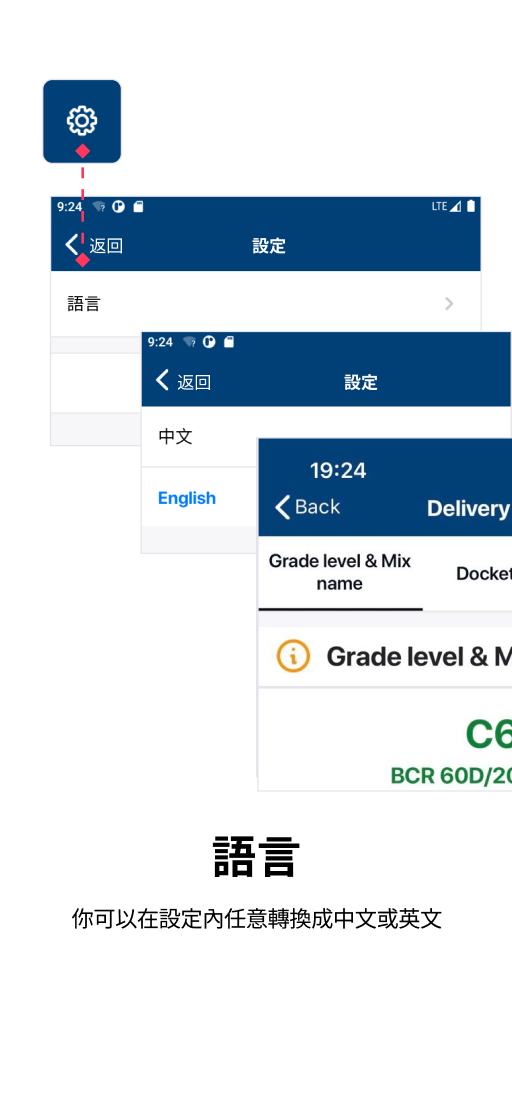 9:24
LTE
返回
設定
語言
9:24
返回
設定
中文
English
19:24
Back
Delivery
Grade level & Mix
name
Docket
Grade level & M
C6
BCR 60D/20
語言
你可以在設定內任意轉換成中文或英文